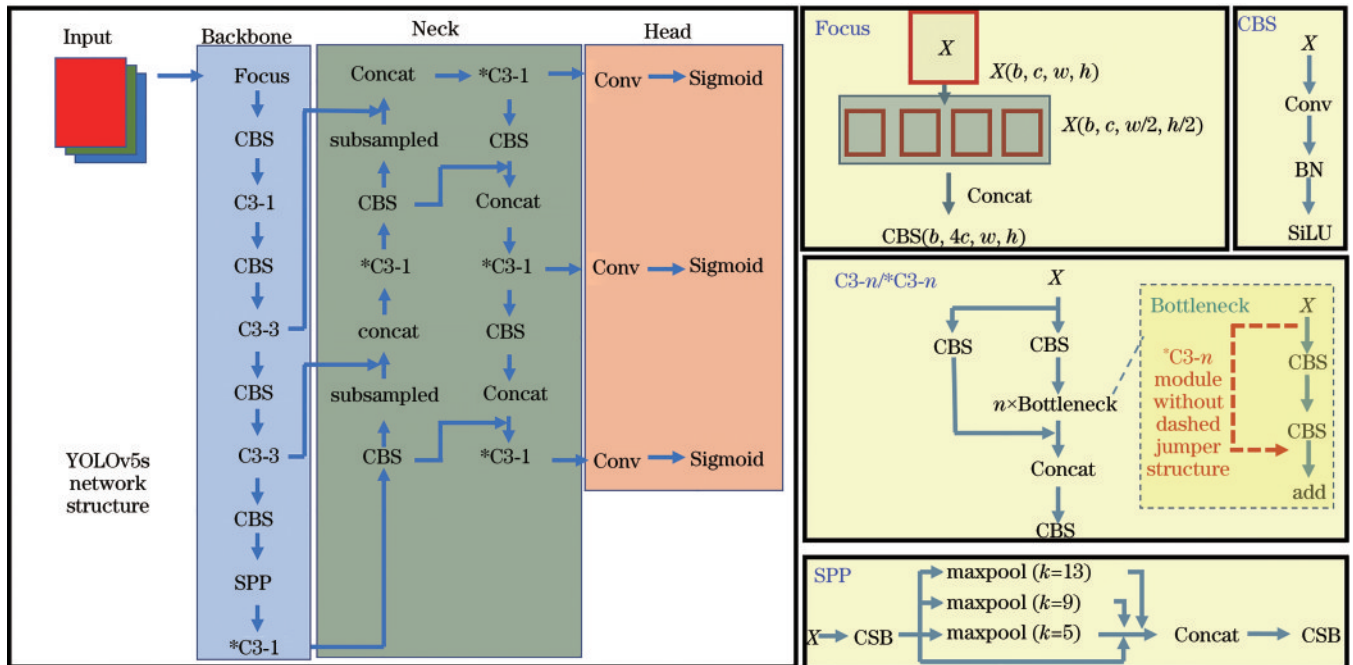 Input
Backbone
Neck
Head
Focus
CBS
C3-1
CBS
C3-3
CBS
C3-3
CBS
SPP
*C3-1
Concat
subsampled
CBS
*C3-1
concat
subsampled
CBS
*C3-1
CBS
Concat
*C3-1
CBS
Concat
*C3-1
Conv
Sigmoid
Conv
Sigmoid
Conv
Sigmoid
YOLOv5s
network
structure
Focus
X
X(b, c, w, h)
X(b, c, w/2, h/2)
Concat
CBS(b, 4c, w, h)
CBS
X
Conv
BN
SiLU
C3-n/*C3-n
X
CBS
CBS
n×Bottleneck
Concat
CBS
Bottleneck
X
CBS
CBS
add
*C3-n
module
without
dashed
jumper
structure
SPP
X
CSB
maxpool (k=13)
maxpool (k=9)
maxpool (k=5)
Concat
CSB